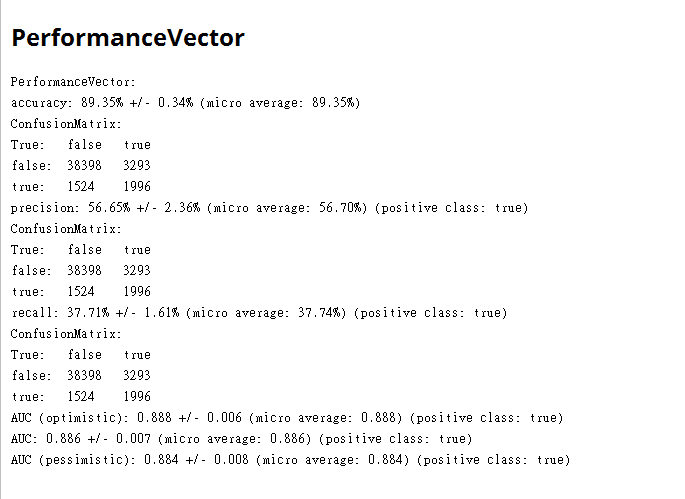 PerformanceVector
PerformanceVector:
accuracy: 89.35% +/- 0.34% (micro average: 89.35%)
ConfusionMatrix:
True: false true
false: 38398 3293
true: 1524 1996
precision: 56.65% +/- 2.36% (micro average: 56.70%) (positive class: true)
ConfusionMatrix:
True: false true
false: 38398 3293
true: 1524 1996
recall: 37.71% +/- 1.61% (micro average: 37.74%) (positive class: true)
ConfusionMatrix:
True: false true
false: 38398 3293
true: 1524 1996
AUC (optimistic): 0.888 +/- 0.006 (micro average: 0.888) (positive class: true)
AUC: 0.886 +/- 0.007 (micro average: 0.886) (positive class: true)
AUC (pessimistic): 0.884 +/- 0.008 (micro average: 0.884) (positive class: true)